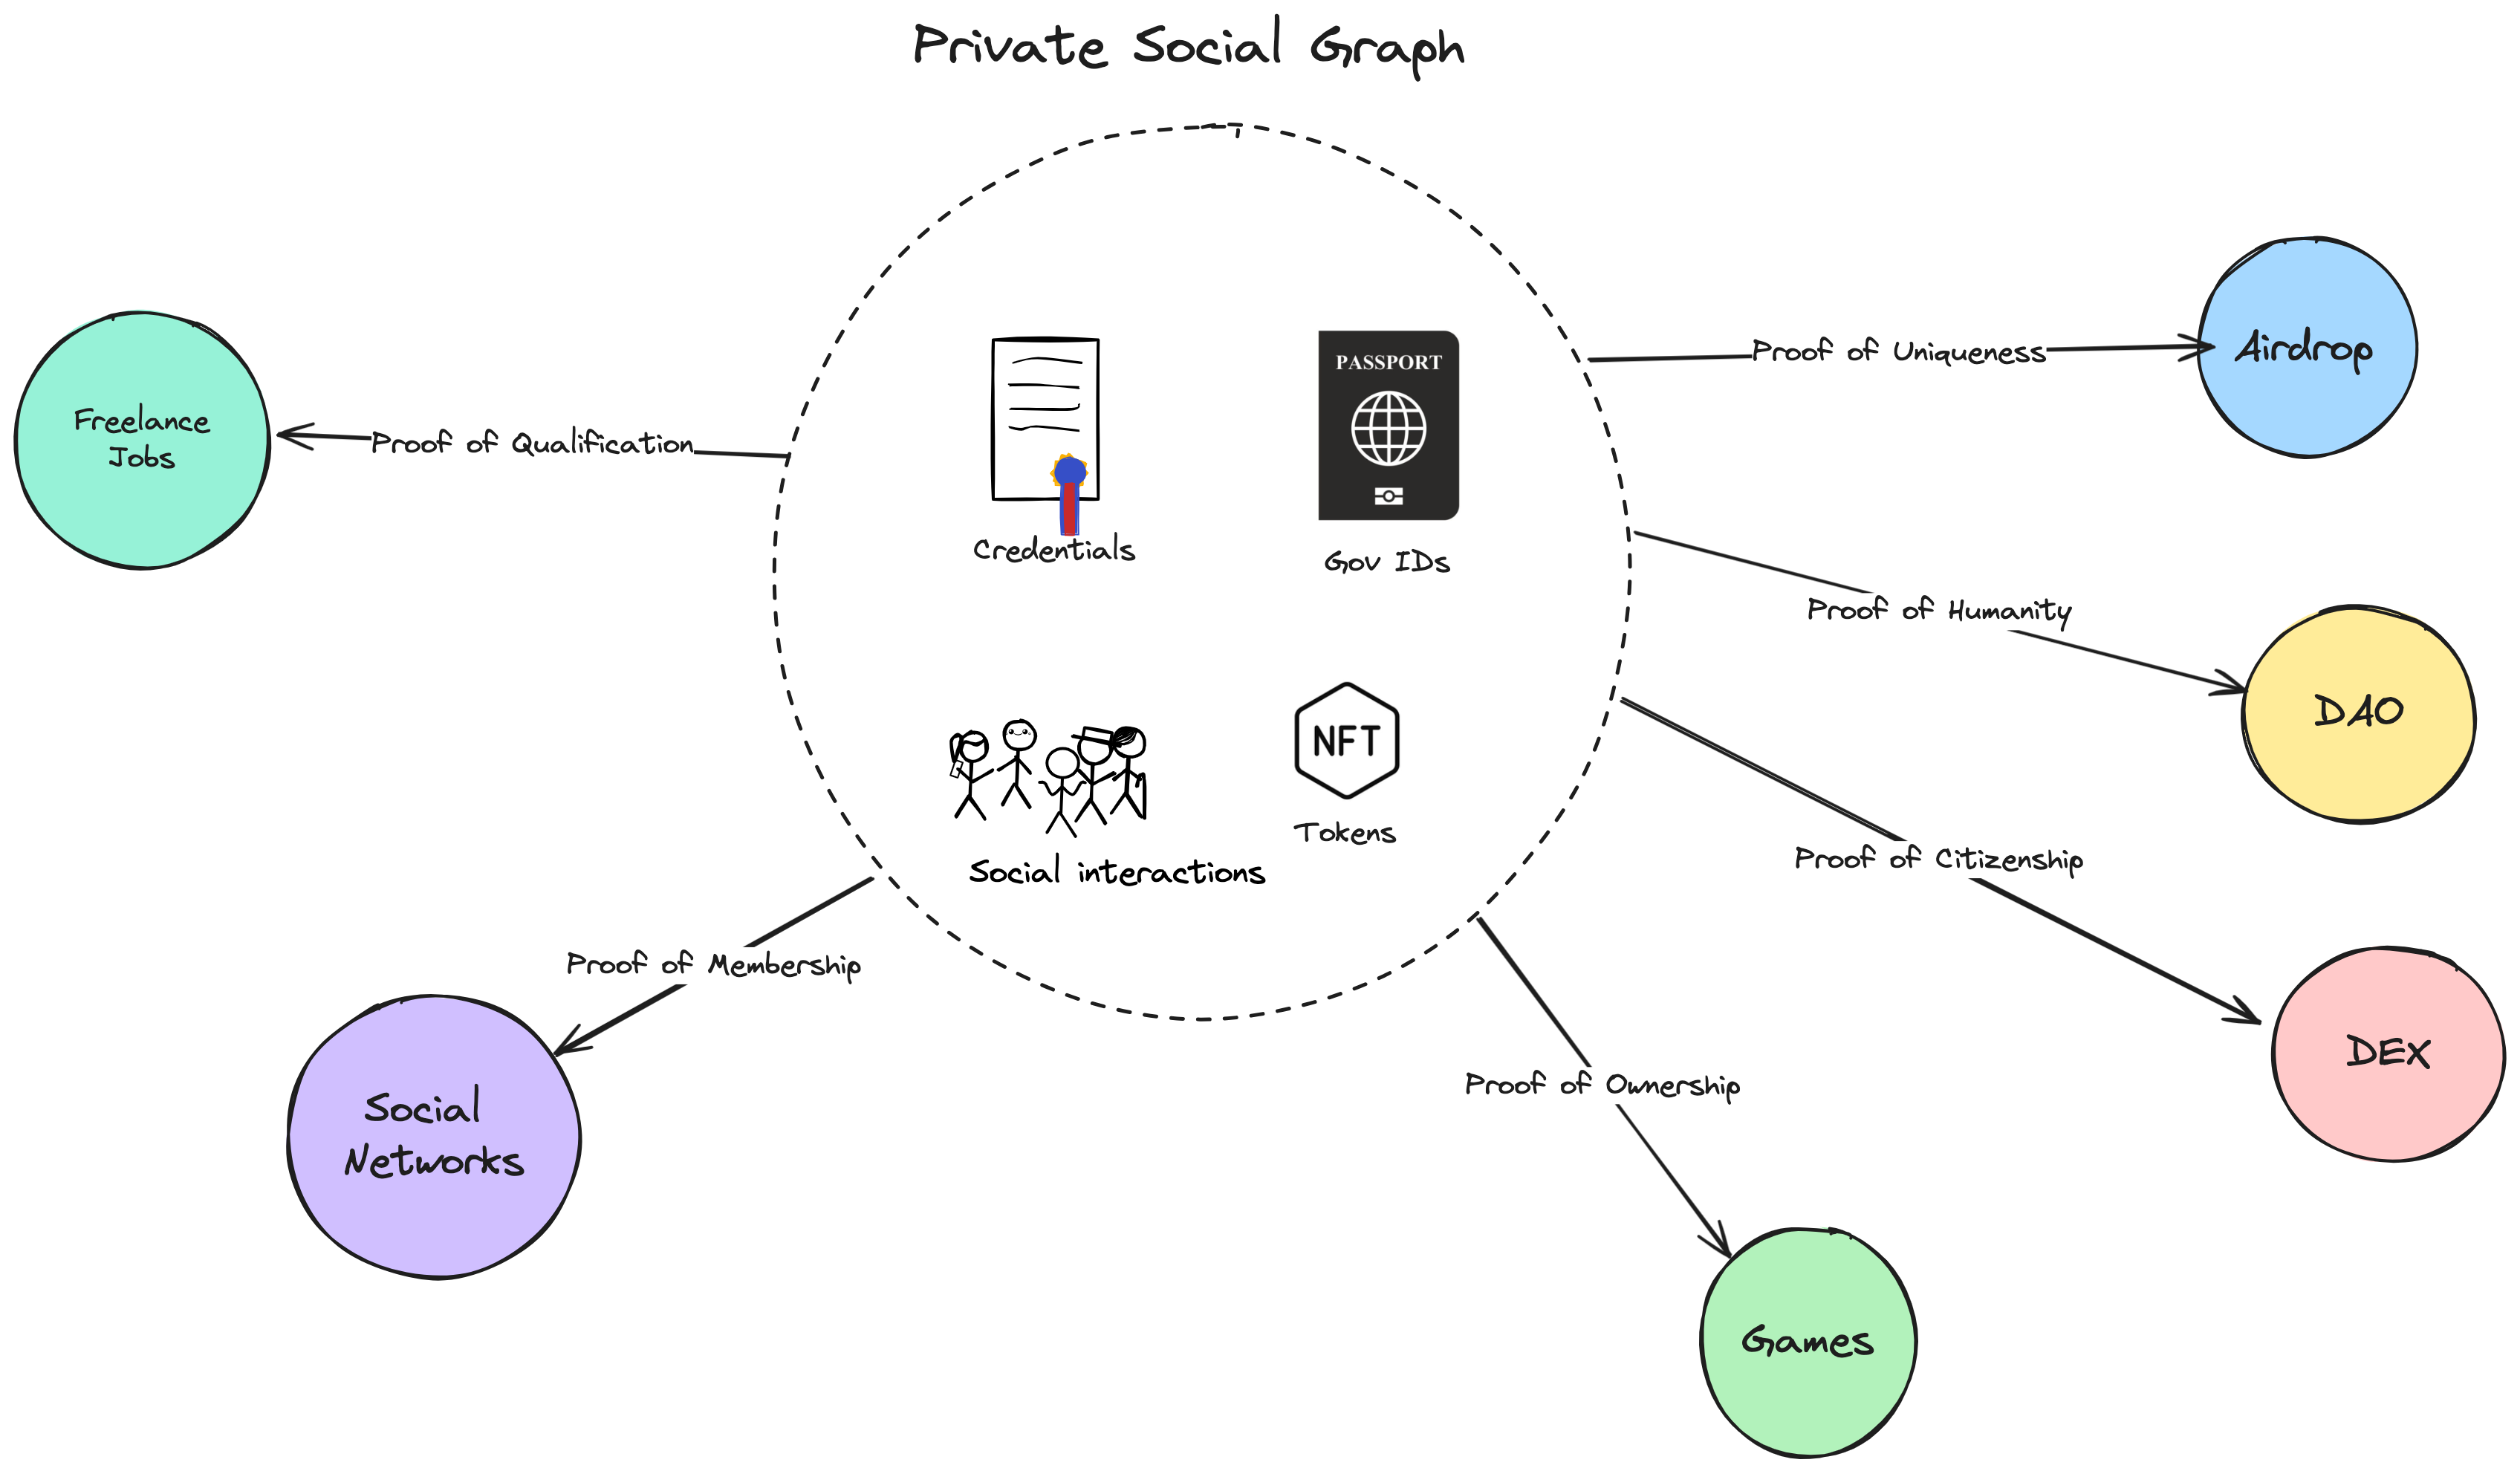 Private Social Graph
PASSPORT
Credentials
Gov IDs
NFT
Tokens
Social interactions
Proof of Qualification
Freelance
Jobs
Proof of Membership
Social
Networks
Proof of Uniqueness
Airdrop
Proof of Humanity
DAO
Proof of Citizenship
DEX
Proof of Ownership
Games